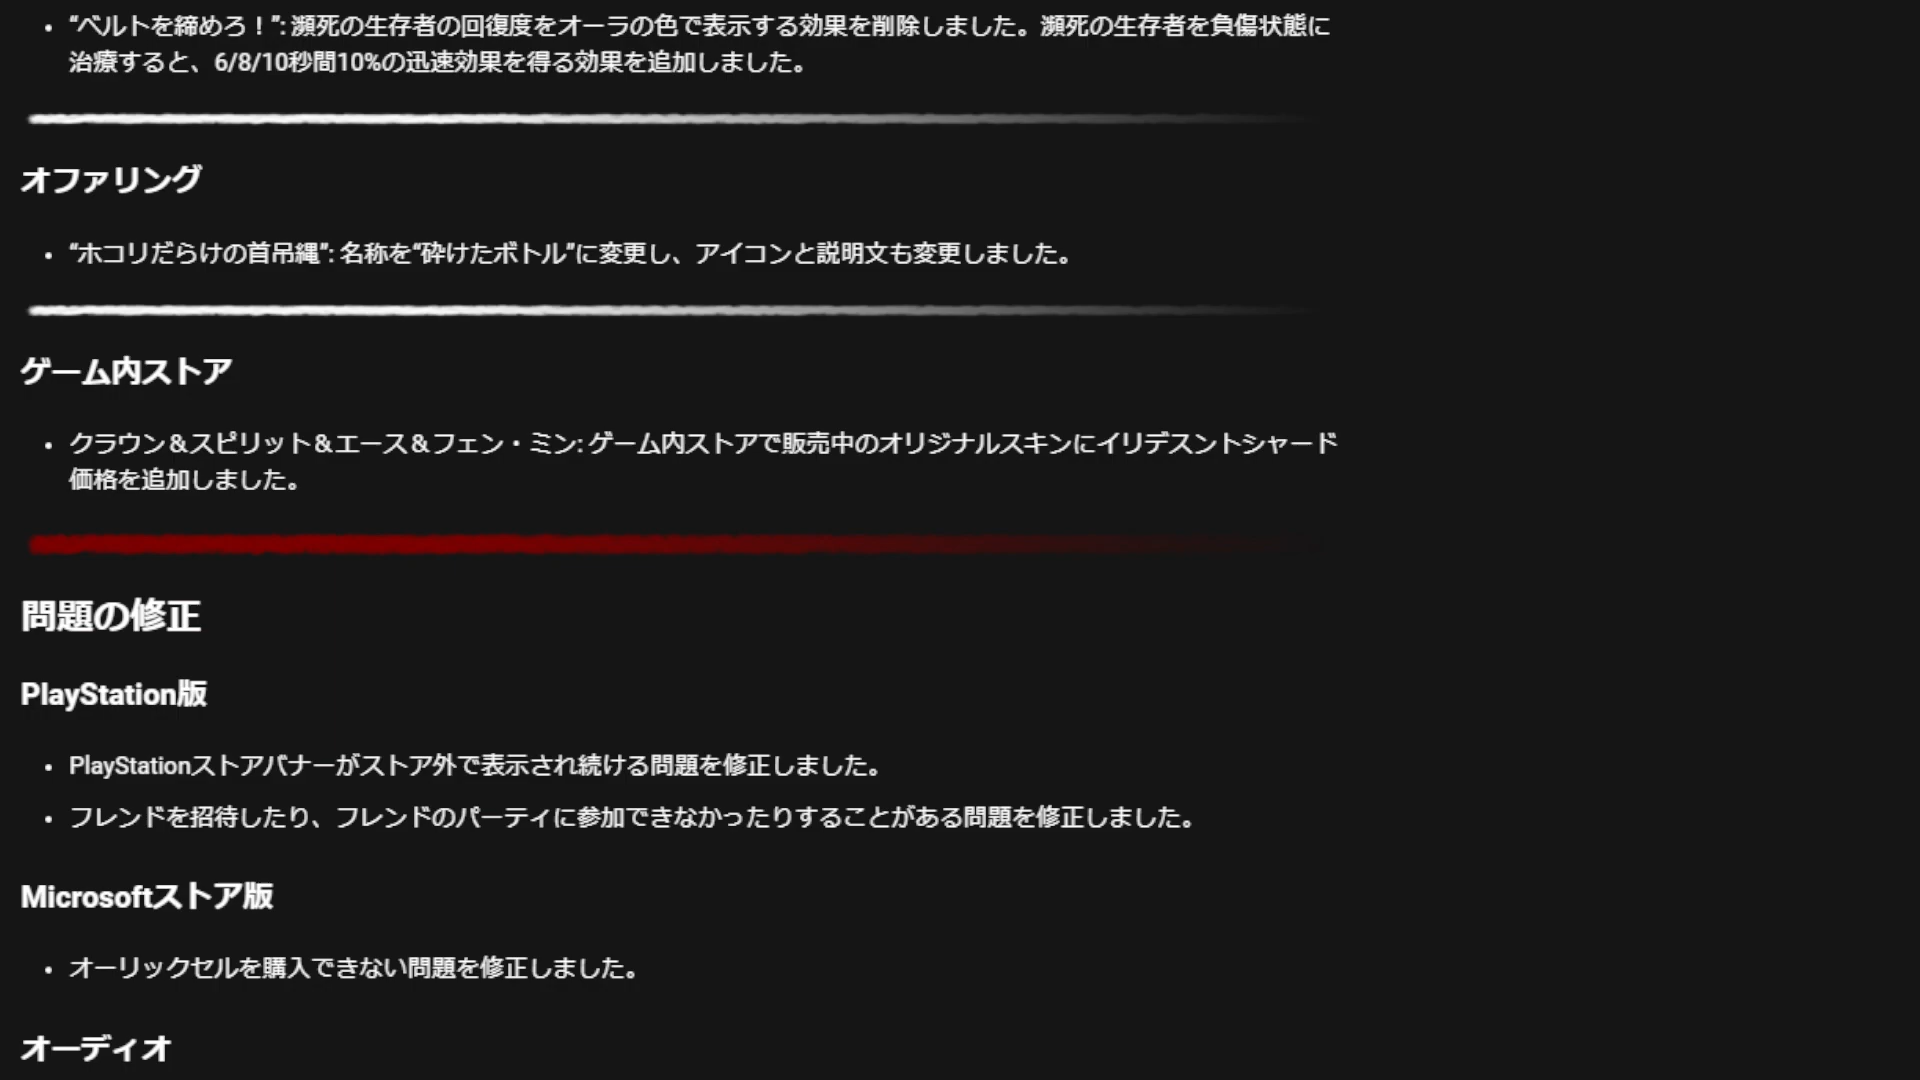 • “ベルトを締めろ！”: 瀕死の生存者の回復度をオーラの色で表示する効果を削除しました。瀕死の生存者を負傷状態に
治療すると、6/8/10秒間10%の迅速効果を得る効果を追加しました。
オファリング
• “ホコリだらけの首吊縄”: 名称を“砕けたボトル”に変更し、アイコンと説明文も変更しました。
ゲーム内ストア
• クラウン＆スピリット＆エース＆フェン・ミン: ゲーム内ストアで販売中のオリジナルスキンにイリデスントシャード
価格を追加しました。
問題の修正
PlayStation版
• PlayStationストアバナーがストア外で表示され続ける問題を修正しました。
• フレンドを招待したり、フレンドのパーティに参加できなかったりすることがある問題を修正しました。
Microsoftストア版
• オーリックセルを購入できない問題を修正しました。
オーディオ